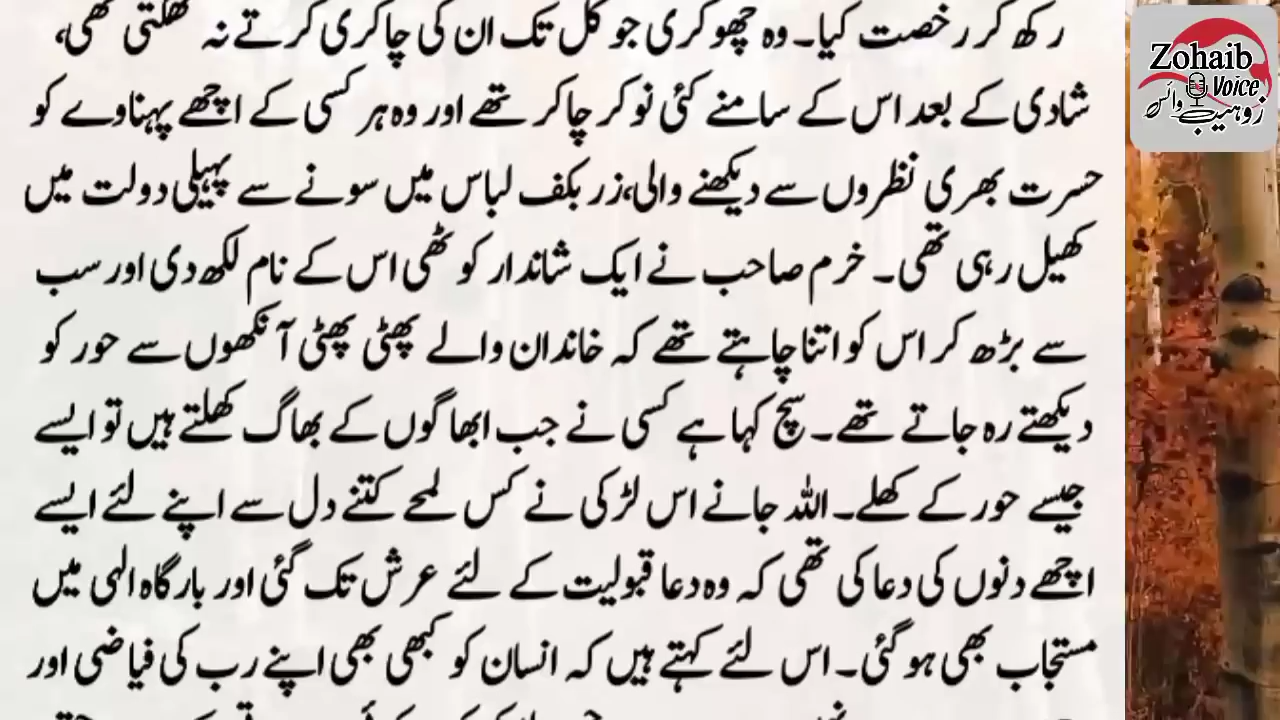 رکھ کر رخصت کیا۔ وہ چھوکری جو کل تک ان کی چاکری کرتے نہ تھکتی تھی،
شادی کے بعد اس کے سامنے کئی نوکر چاکر تھے اور وہ ہر کسی کے اچھے پہناوے کو
حسرت بھری نظروں سے دیکھنے والی، زر بکف لباس میں سونے سے پہیلی دولت میں
کھیل رہی تھی۔ خرم صاحب نے ایک شاندار کوٹھی اس کے نام لکھ دی اور سب
سے بڑھ کر اس کو اتنا چاہتے تھے کہ خاندان والے پھٹی پھٹی آنکھوں سے حور کو
دیکھتے رہ جاتے تھے۔ سچ کہا ہے کسی نے جب ابھاگوں کے بھاگ کھلتے ہیں تو ایسے
جیسے حور کے کھلے۔ اللہ جانے اس لڑکی نے کس لمحے کتنے دل سے اپنے لئے ایسے
اچھے دنوں کی دعا کی تھی کہ وہ دعا قبولیت کے لئے عرش تک گئی اور بارگاہ الہی میں
مستجاب بھی ہو گئی۔ اس لئے کہتے ہیں کہ انسان کو کبھی بھی اپنے رب کی فیاضی اور
Zohaib
Voice
زوہیب وائس